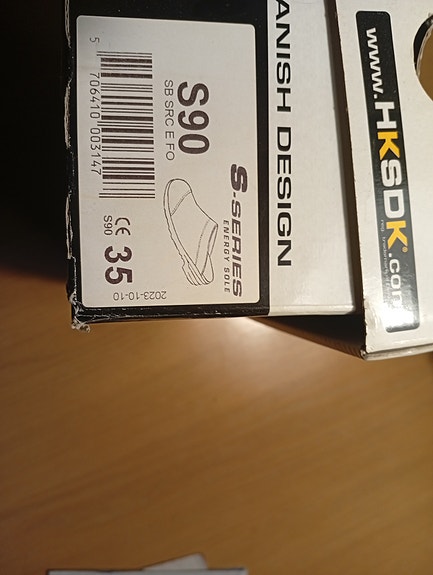 S90
SB SRC E FO
5 706410 003147
S-SERIES
ENERGY SOLE
CE
S90
35
2023-10-10
ANISH DESIGN
www.HKSDK®.com